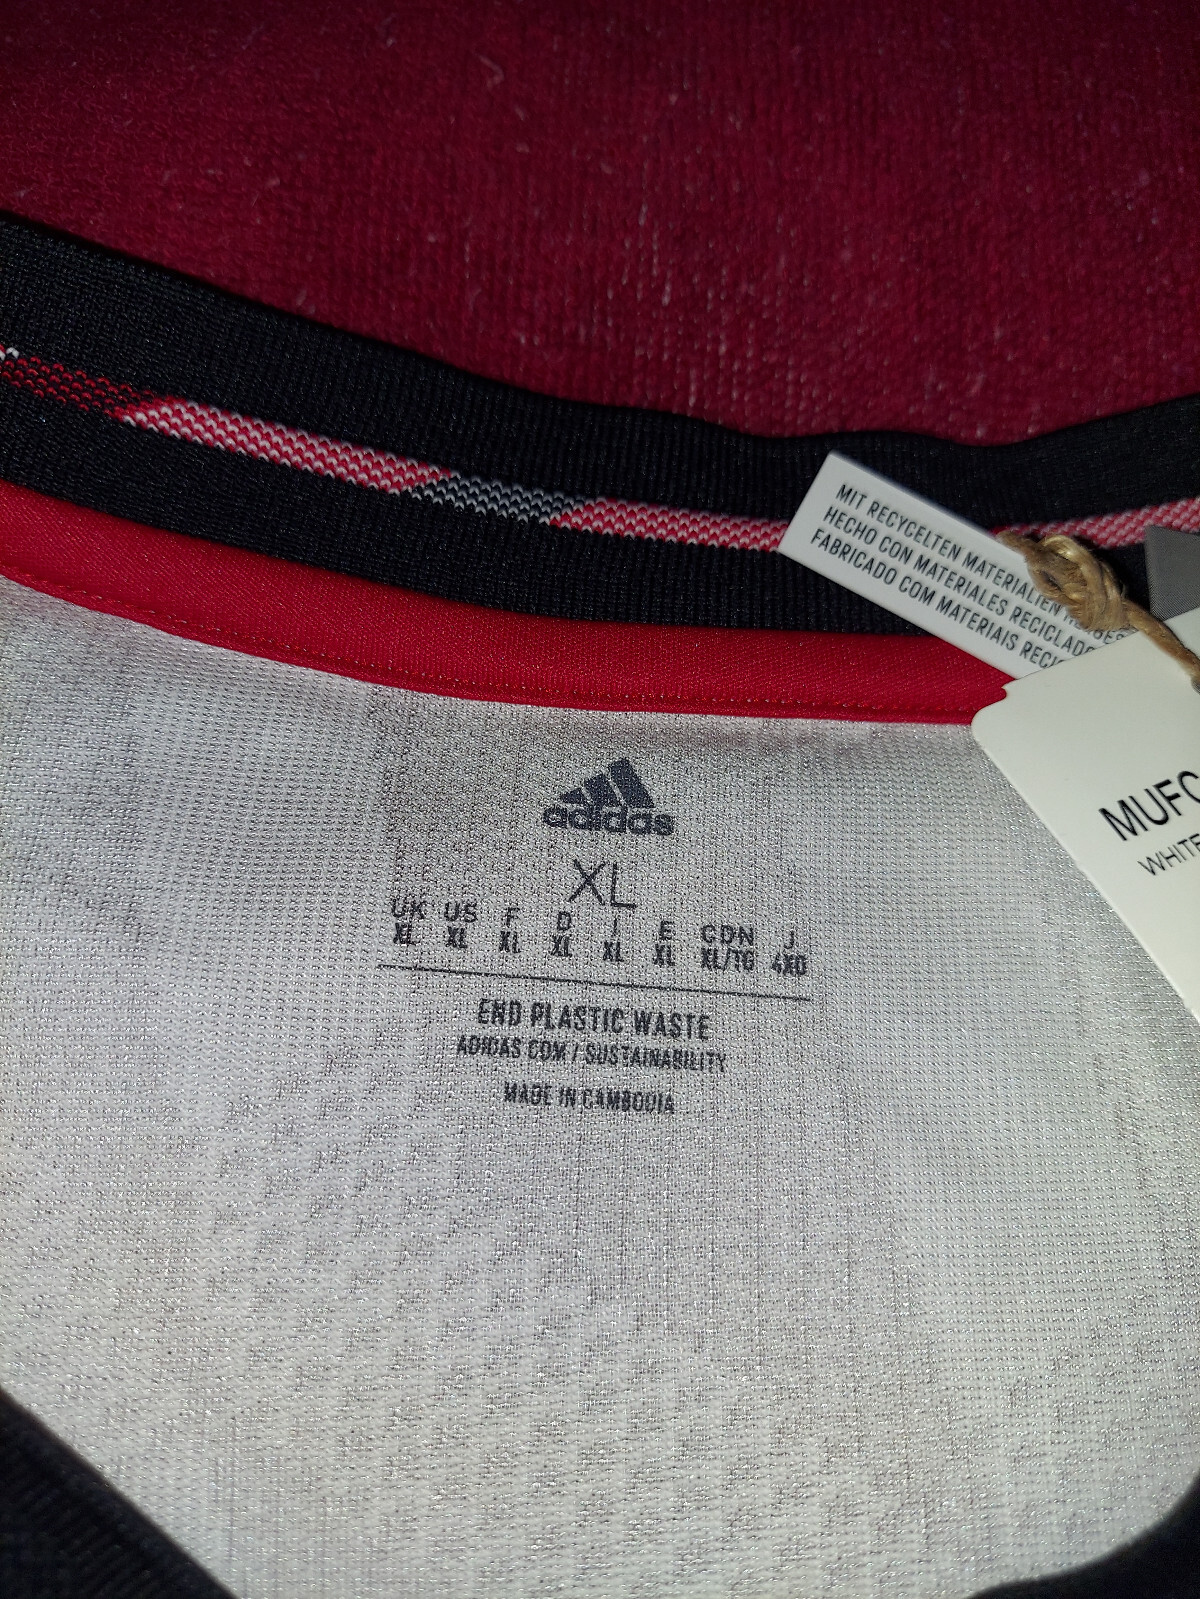 MIT RECYCELTEN MATERIALIEN
HECHO CON MATERIALES RECICLADO
FABRICADO COM MATERIAIS RECIC
MUFC
WHITE
adidas
XL
UK US F D I E CDN J
XL XL XL XL XL XL XL/TG 4XO
END PLASTIC WASTE
ADIDAS.COM/SUSTAINABILITY
MADE IN CAMBODIA